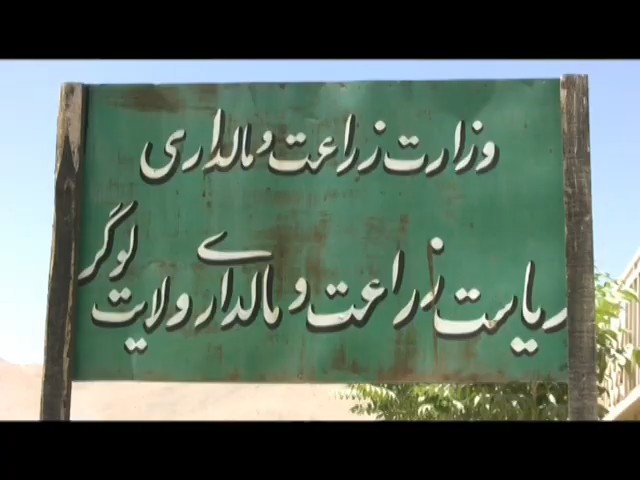 وزارت زراعت و مالداری
ریاست زراعت و مالداری ولایت لوگر